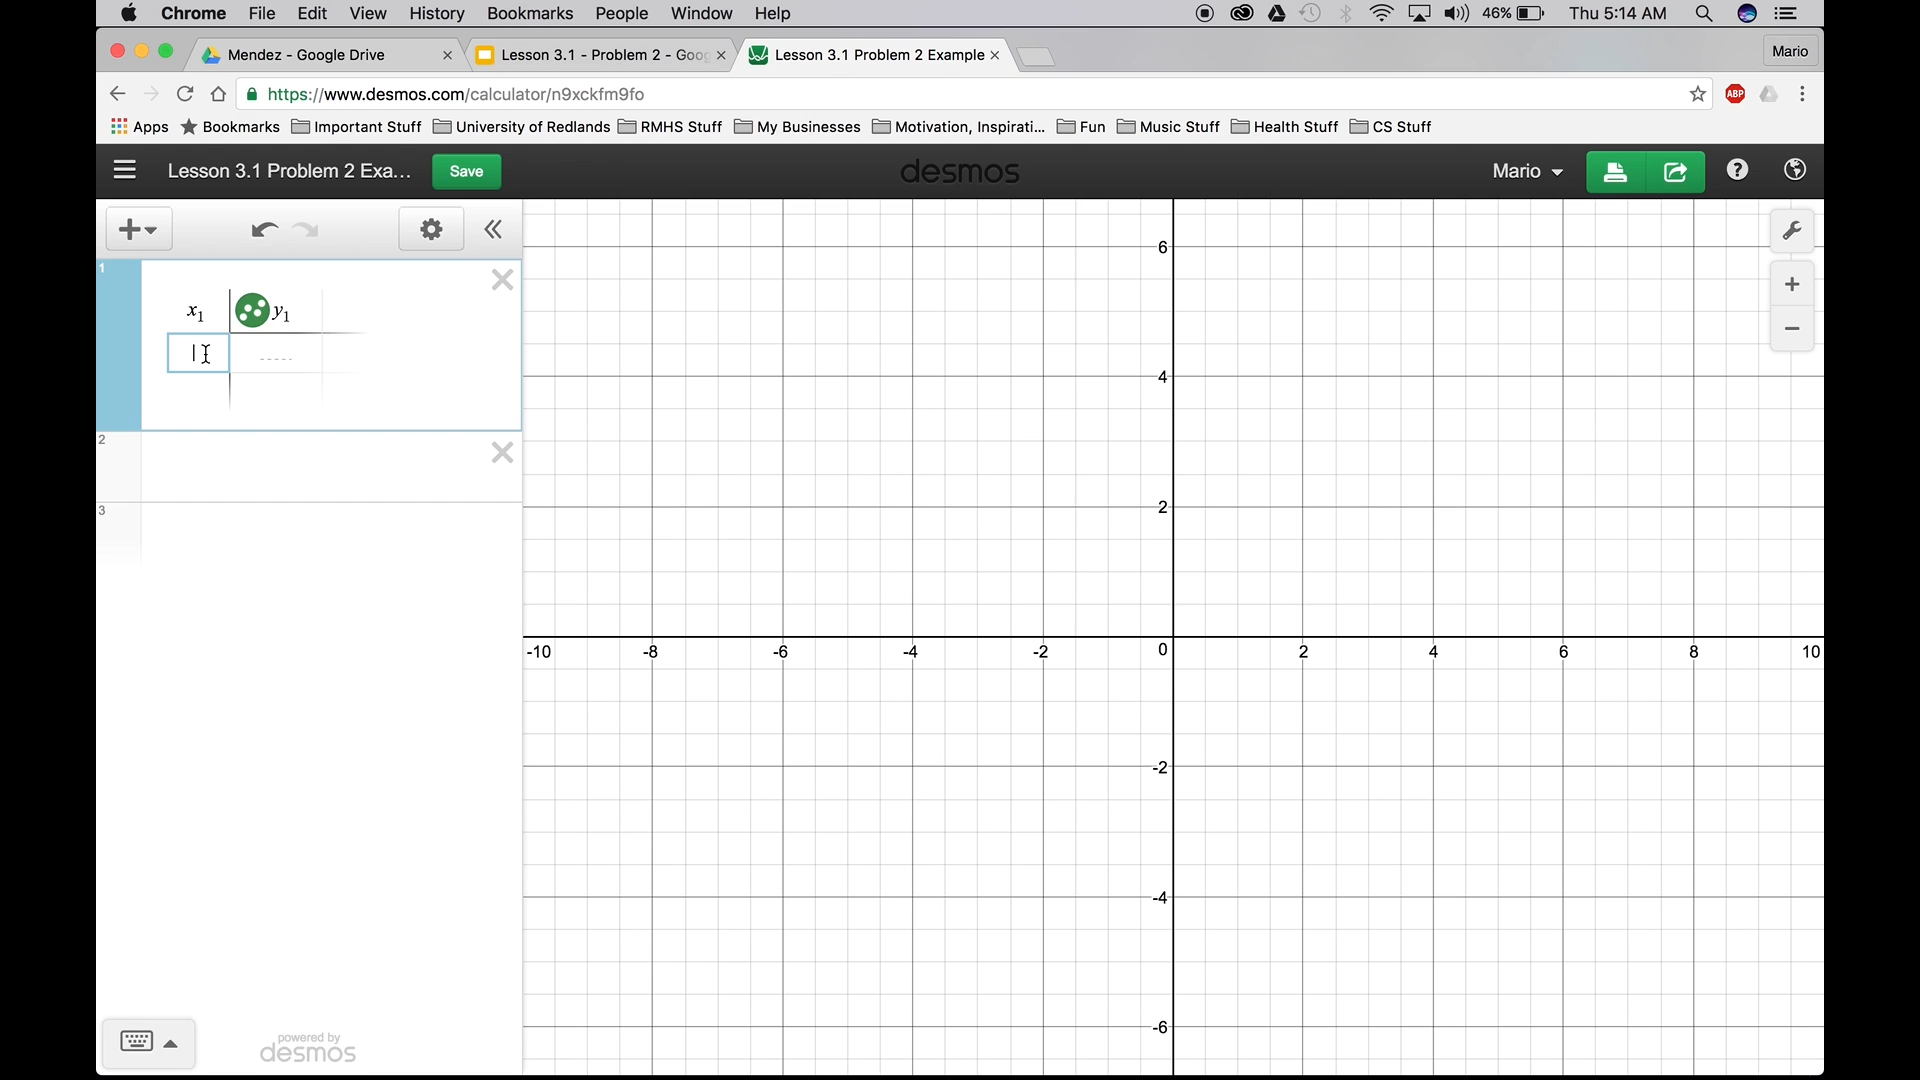 Chrome File Edit View History Bookmarks People Window Help 46% Thu 5:14 AM
Mendez - Google Drive Lesson 3.1 - Problem 2 - Goog Lesson 3.1 Problem 2 Example Mario
https://www.desmos.com/calculator/n9xckfm9fo ABP
Apps Bookmarks Important Stuff University of Redlands RMHS Stuff My Businesses Motivation, Inspirati... Fun Music Stuff Health Stuff CS Stuff
Lesson 3.1 Problem 2 Exa... Save desmos Mario ?
1
x₁ y₁
2
3
6
4
2
-10 -8 -6 -4 -2 0 2 4 6 8 10
-2
-4
-6
powered by
desmos